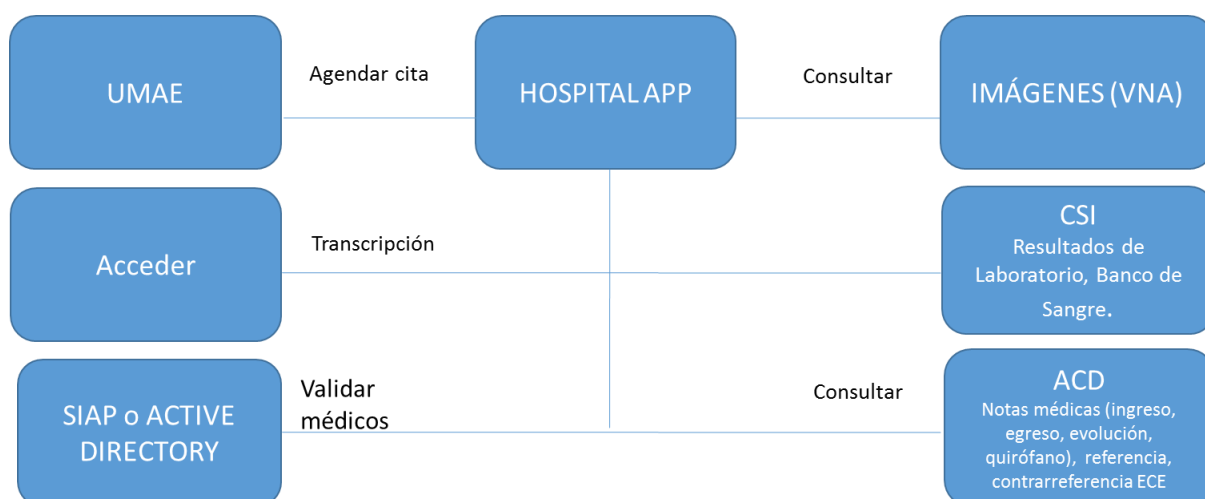 UMAE
Agendar cita
HOSPITAL APP
Consultar
IMÁGENES (VNA)
Acceder
Transcripción
CSI
Resultados de
Laboratorio, Banco de
Sangre.
SIAP o ACTIVE
DIRECTORY
Validar
médicos
Consultar
ACD
Notas médicas (ingreso,
egreso, evolución,
quirófano), referencia,
contrarreferencia ECE